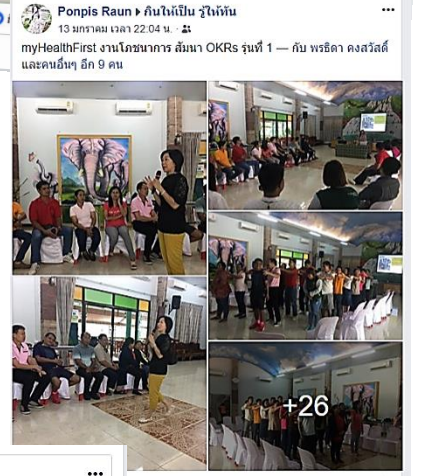 Ponpis Raun ▸ กินให้เป็น รู้ให้ทัน
13 มกราคม เวลา 22:04 น. ·
myHealthFirst งานโภชนาการ สัมนา OKRs รุ่นที่ 1 — กับ พรธิดา คงสวัสดิ์
และคนอื่นๆ อีก 9 คน
+26